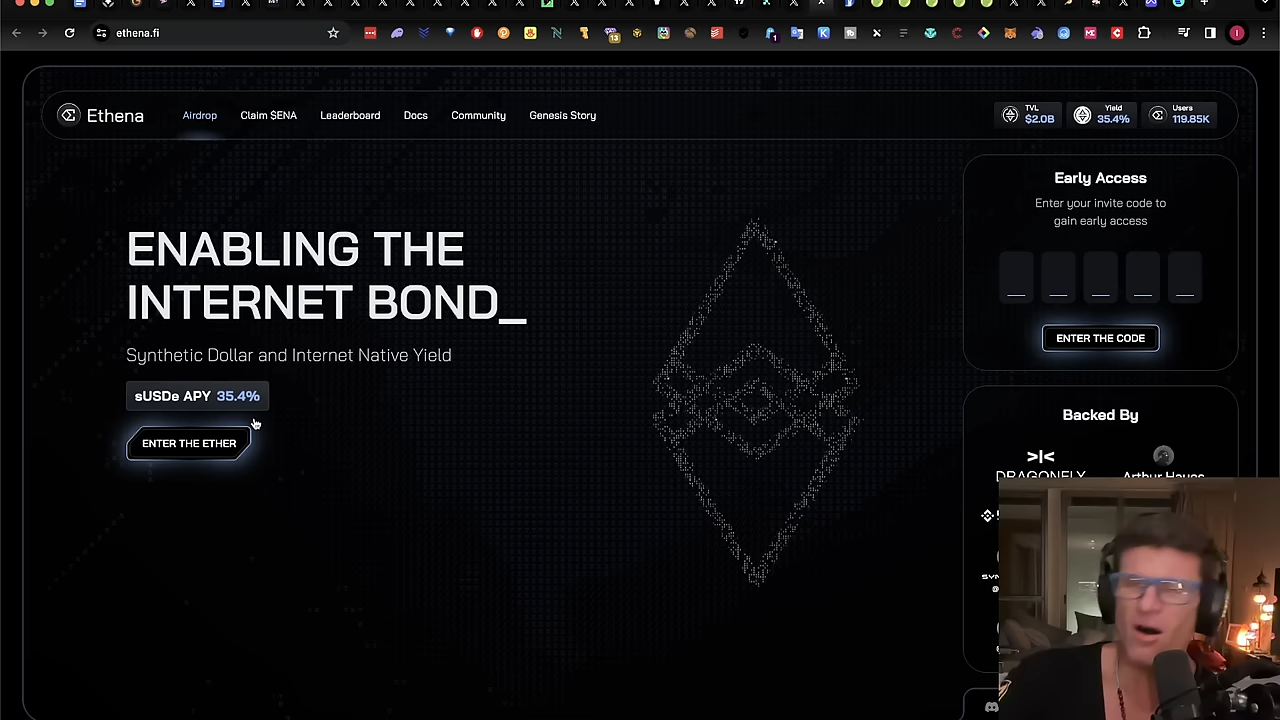 ethena.fi
13
1
I
Ethena
Airdrop
Claim $ENA
Leaderboard
Docs
Community
Genesis Story
TVL
$2.0B
Yield
35.4%
Users
119.85K
ENABLING THE
INTERNET BOND_
Synthetic Dollar and Internet Native Yield
sUSDe APY 35.4%
ENTER THE ETHER
Early Access
Enter your invite code to
gain early access
ENTER THE CODE
Backed By
DRAGONFLY
Arthur Hayes